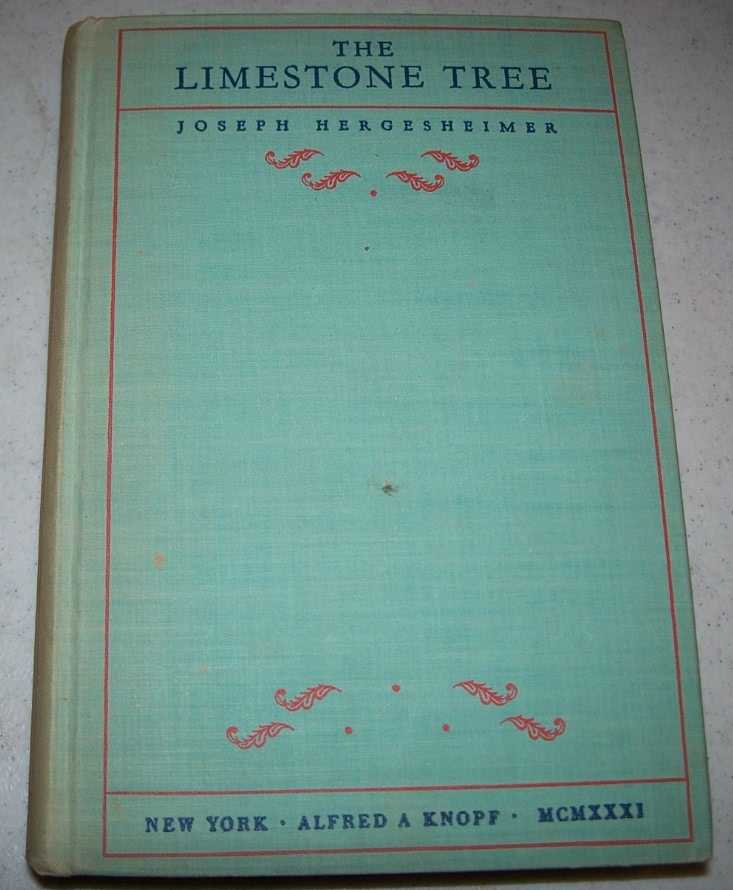 THE
LIMESTONE TREE
JOSEPH HERGESHEIMER
NEW YORK · ALFRED A KNOPF · MCMXXXI